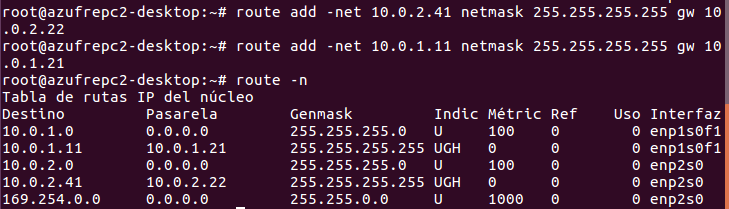 root@azufrepc2-desktop:~# route add -net 10.0.2.41 netmask 255.255.255.255 gw 10
.0.2.22
root@azufrepc2-desktop:~# route add -net 10.0.1.11 netmask 255.255.255.255 gw 10
.0.1.21
root@azufrepc2-desktop:~# route -n
Tabla de rutas IP del núcleo
Destino Pasarela Genmask Indic Métric Ref Uso Interfaz
10.0.1.0 0.0.0.0 255.255.255.0 U 100 0 0 enp1s0f1
10.0.1.11 10.0.1.21 255.255.255.255 UGH 0 0 0 enp1s0f1
10.0.2.0 0.0.0.0 255.255.255.0 U 100 0 0 enp2s0
10.0.2.41 10.0.2.22 255.255.255.255 UGH 0 0 0 enp2s0
169.254.0.0 0.0.0.0 255.255.0.0 U 1000 0 0 enp2s0